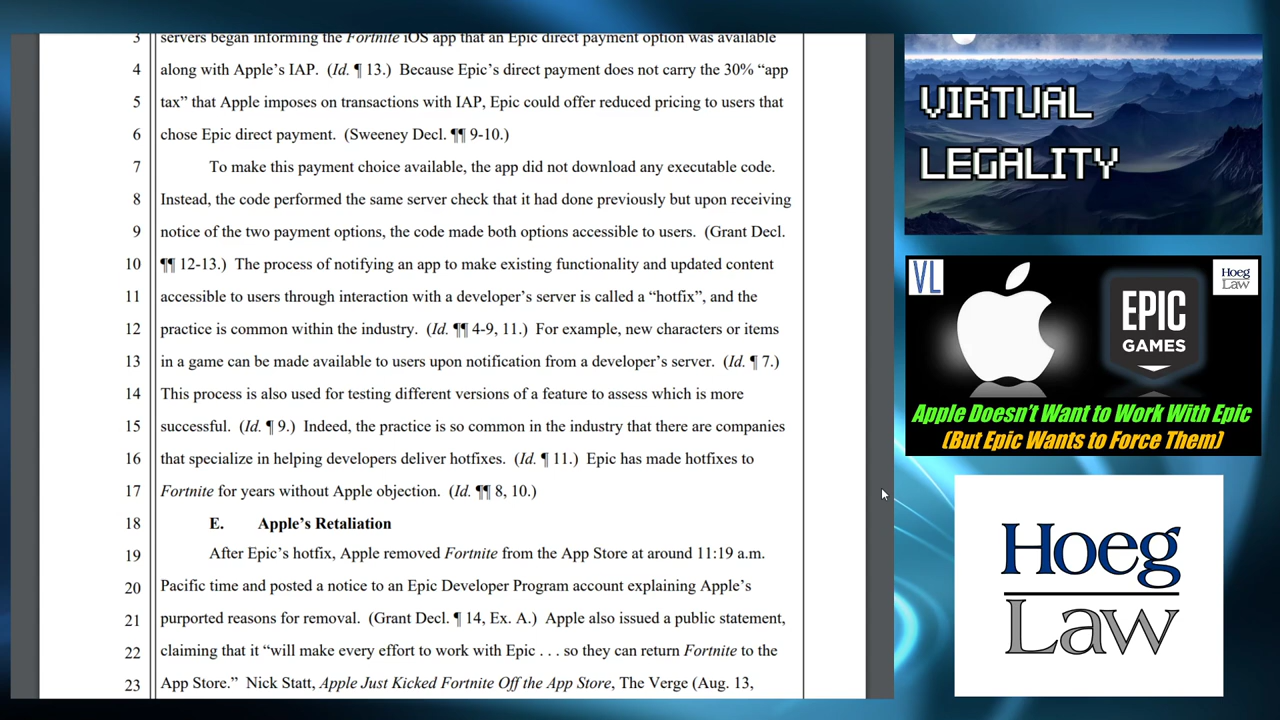 3 servers began informing the Fortnite iOS app that an Epic direct payment option was available
4 along with Apple's IAP. (Id. ¶ 13.) Because Epic's direct payment does not carry the 30% “app
5 tax” that Apple imposes on transactions with IAP, Epic could offer reduced pricing to users that
6 chose Epic direct payment. (Sweeney Decl. ¶¶ 9-10.)
7 To make this payment choice available, the app did not download any executable code.
8 Instead, the code performed the same server check that it had done previously but upon receiving
9 notice of the two payment options, the code made both options accessible to users. (Grant Decl.
10 ¶¶ 12-13.) The process of notifying an app to make existing functionality and updated content
11 accessible to users through interaction with a developer's server is called a “hotfix”, and the
12 practice is common within the industry. (Id. ¶¶ 4-9, 11.) For example, new characters or items
13 in a game can be made available to users upon notification from a developer's server. (Id. ¶ 7.)
14 This process is also used for testing different versions of a feature to assess which is more
15 successful. (Id. ¶ 9.) Indeed, the practice is so common in the industry that there are companies
16 that specialize in helping developers deliver hotfixes. (Id. ¶ 11.) Epic has made hotfixes to
17 Fortnite for years without Apple objection. (Id. ¶¶ 8, 10.)
18 E. Apple's Retaliation
19 After Epic's hotfix, Apple removed Fortnite from the App Store at around 11:19 a.m.
20 Pacific time and posted a notice to an Epic Developer Program account explaining Apple's
21 purported reasons for removal. (Grant Decl. ¶ 14, Ex. A.) Apple also issued a public statement,
22 claiming that it “will make every effort to work with Epic . . . so they can return Fortnite to the
23 App Store.” Nick Statt, Apple Just Kicked Fortnite Off the App Store, The Verge (Aug. 13,
VIRTUAL
LEGALITY
VL
Hoeg
Law
EPIC
GAMES
Apple Doesn't Want to Work With Epic
(But Epic Wants to Force Them)
Hoeg
Law